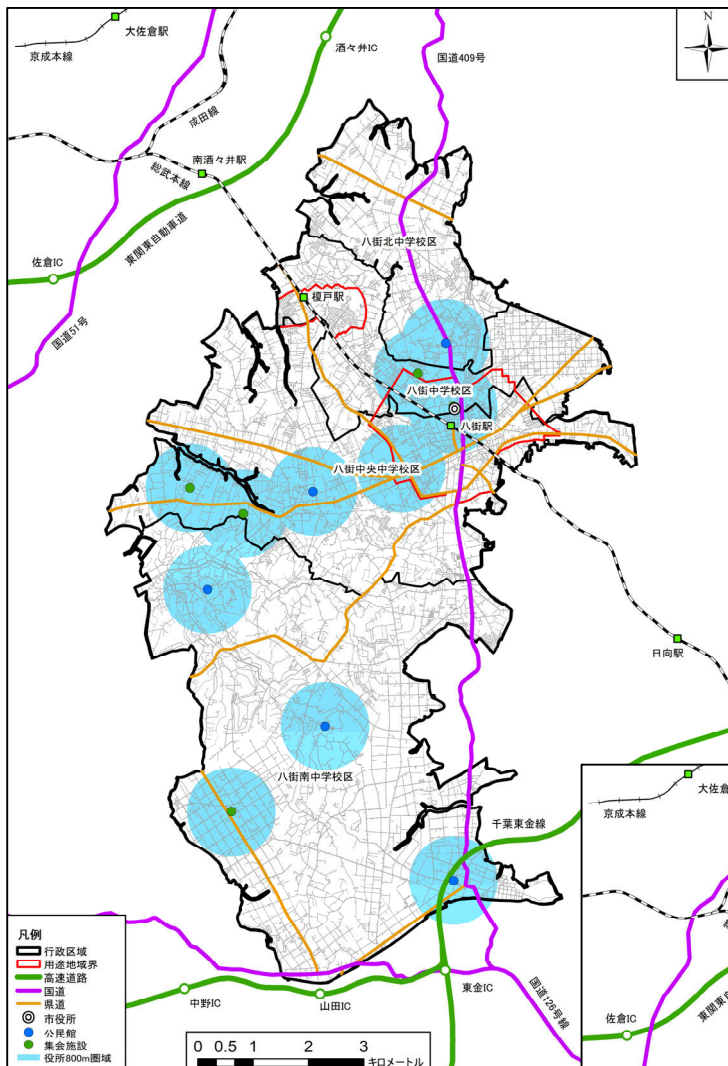 大佐倉駅
京成本線
酒々井IC
国道409号
N
成田線
南酒々井駅
総武本線
東関東自動車道
八街北中学校区
佐倉IC
榎戸駅
国道51号
八街中学校区
八街駅
八街中央中学校区
日向駅
八街南中学校区
千葉東金線
大佐倉
京成本線
凡例
行政区域
用途地域界
高速道路
国道
県道
市役所
公民館
集会施設
役所800m圏域
中野IC
山田IC
東金IC
国道126号線
佐倉IC
東関東自
0 0.5 1 2 3
キロメートル